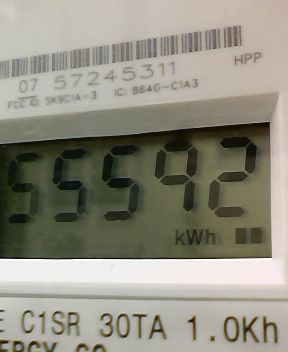 HPP
07 57245311
FCC ID: SK9C1A-3 IC: 864G-C1A3
55592
kWh
C1SR 30TA 1.0Kh